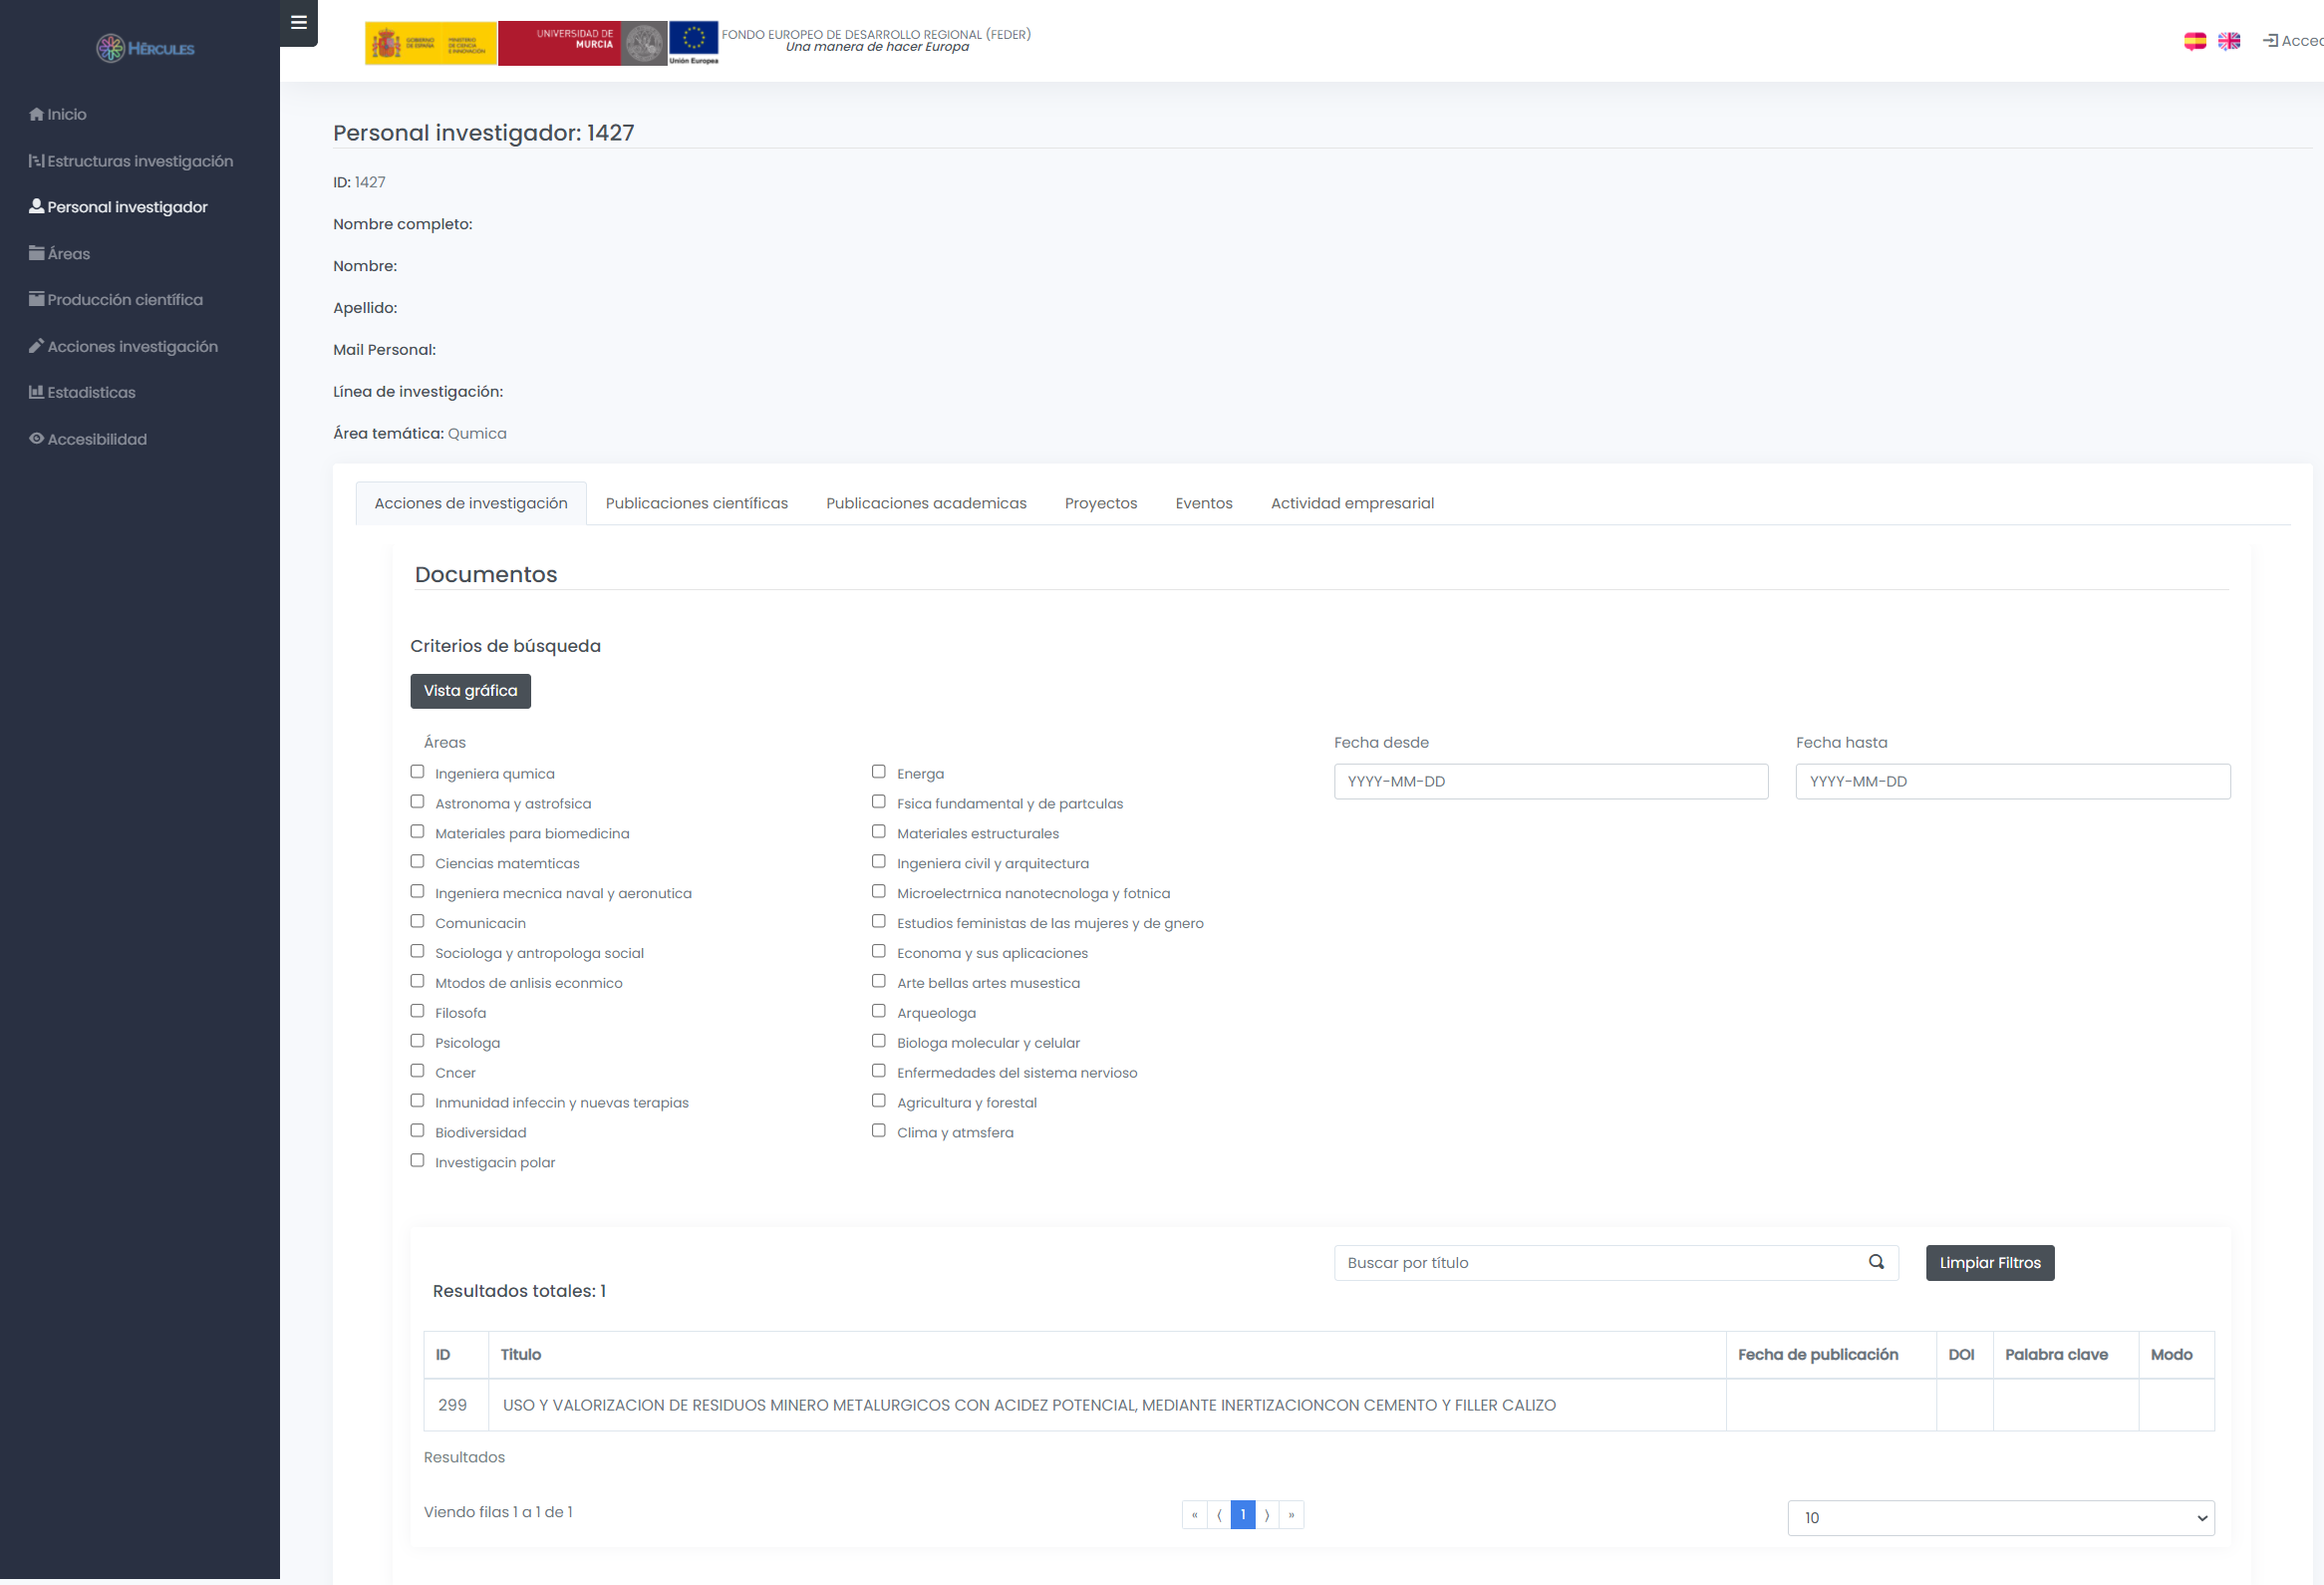 HÉRCULES
Inicio
Estructuras investigación
Personal investigador
Áreas
Producción científica
Acciones investigación
Estadisticas
Accesibilidad
GOBIERNO DE ESPAÑA
MINISTERIO DE CIENCIA E INNOVACIÓN
UNIVERSIDAD DE MURCIA
Unión Europea
FONDO EUROPEO DE DESARROLLO REGIONAL (FEDER)
Una manera de hacer Europa
Acced
Personal investigador: 1427
ID: 1427
Nombre completo:
Nombre:
Apellido:
Mail Personal:
Línea de investigación:
Área temática: Qumica
Acciones de investigación Publicaciones científicas Publicaciones academicas Proyectos Eventos Actividad empresarial
Documentos
Criterios de búsqueda
Vista gráfica
Áreas Fecha desde Fecha hasta
YYYY-MM-DD YYYY-MM-DD
Ingeniera qumica Energa
Astronoma y astrofsica Fsica fundamental y de partculas
Materiales para biomedicina Materiales estructurales
Ciencias matemticas Ingeniera civil y arquitectura
Ingeniera mecnica naval y aeronutica Microelectrnica nanotecnologa y fotnica
Comunicacin Estudios feministas de las mujeres y de gnero
Sociologa y antropologa social Economa y sus aplicaciones
Mtodos de anlisis econmico Arte bellas artes musestica
Filosofa Arqueologa
Psicologa Biologa molecular y celular
Cncer Enfermedades del sistema nervioso
Inmunidad infeccin y nuevas terapias Agricultura y forestal
Biodiversidad Clima y atmsfera
Investigacin polar
Buscar por título Limpiar Filtros
Resultados totales: 1
ID Titulo Fecha de publicación DOI Palabra clave Modo
299 USO Y VALORIZACION DE RESIDUOS MINERO METALURGICOS CON ACIDEZ POTENCIAL, MEDIANTE INERTIZACIONCON CEMENTO Y FILLER CALIZO
Resultados
Viendo filas 1 a 1 de 1 « ⟨ 1 ⟩ » 10